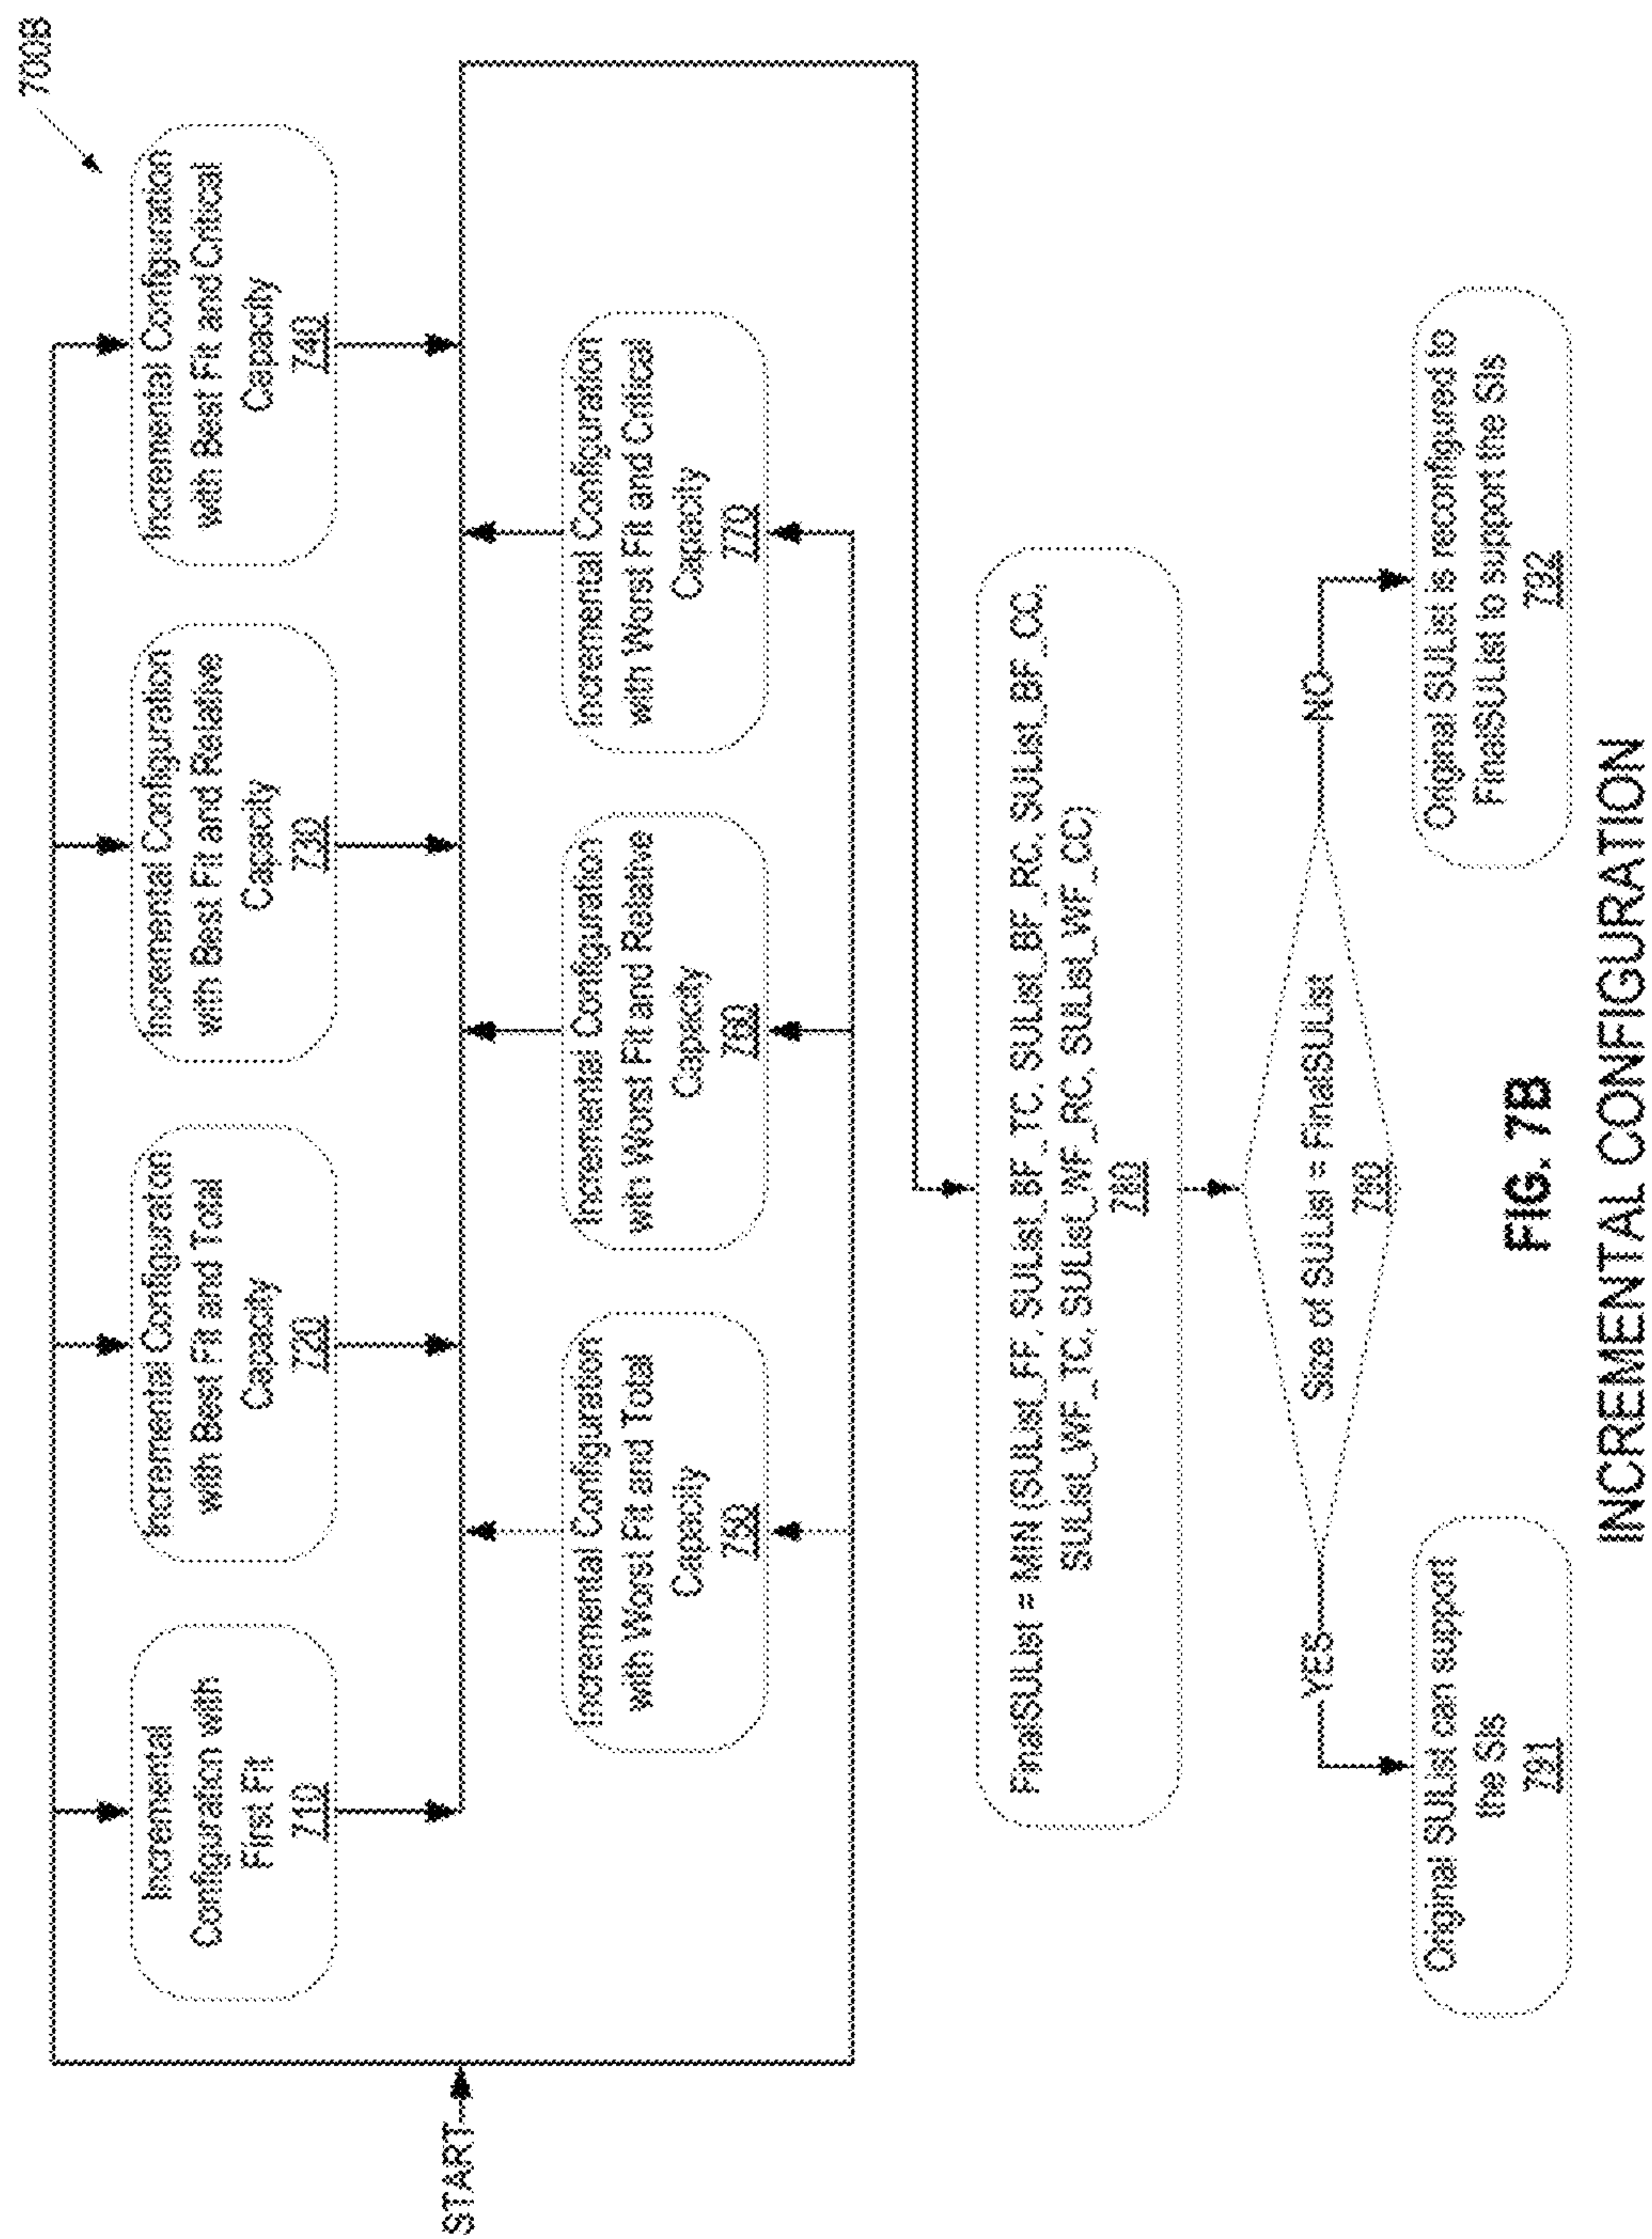 700B
START
Incremental
Configuration with
First Fit
710
Incremental Configuration
with Best Fit and Total
Capacity
720
Incremental Configuration
with Best Fit and Relative
Capacity
730
Incremental Configuration
with Best Fit and Critical
Capacity
740
Incremental Configuration
with Worst Fit and Total
Capacity
750
Incremental Configuration
with Worst Fit and Relative
Capacity
760
Incremental Configuration
with Worst Fit and Critical
Capacity
770
FinalSUList = MIN (SUList_FF, SUList_BF_TC, SUList_BF_RC, SUList_BF_CC,
SUList_WF_TC, SUList_WF_RC, SUList_WF_CC)
780
Size of SUList = FinalSUList
790
YES
NO
Original SUList can support
the SIs
791
Original SUList is reconfigured to
FinalSUList to support the SIs
792
FIG. 7B
INCREMENTAL CONFIGURATION